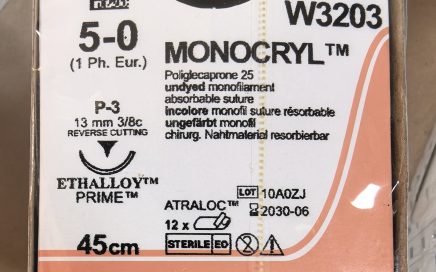 W3203
5-0
(1 Ph. Eur.)
MONOCRYL™
Poliglecaprone 25
undyed monofilament
absorbable suture
incolore monofil suture résorbable
ungefärbt monofil
chirurg. Nahtmaterial resorbierbar
P-3
13 mm 3/8c
REVERSE CUTTING
ETHALLOY™
PRIME™
45cm
ATRALOC™
12 x
STERILE EO
LOT 10A0ZJ
2030-06